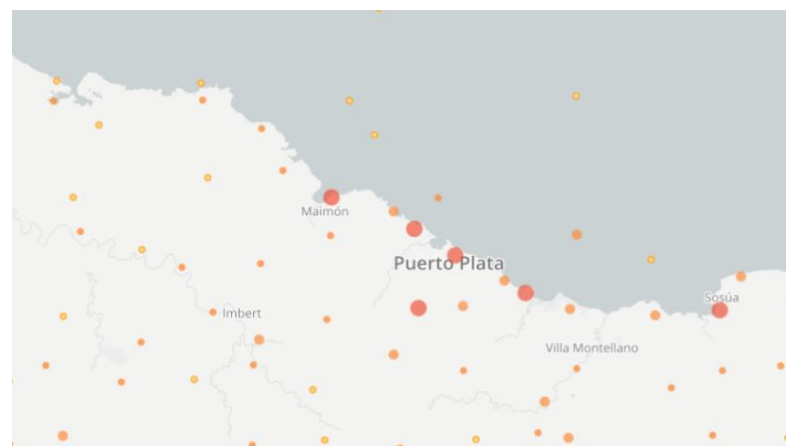 Maimón
Puerto Plata
Sosúa
Imbert
Villa Montellano